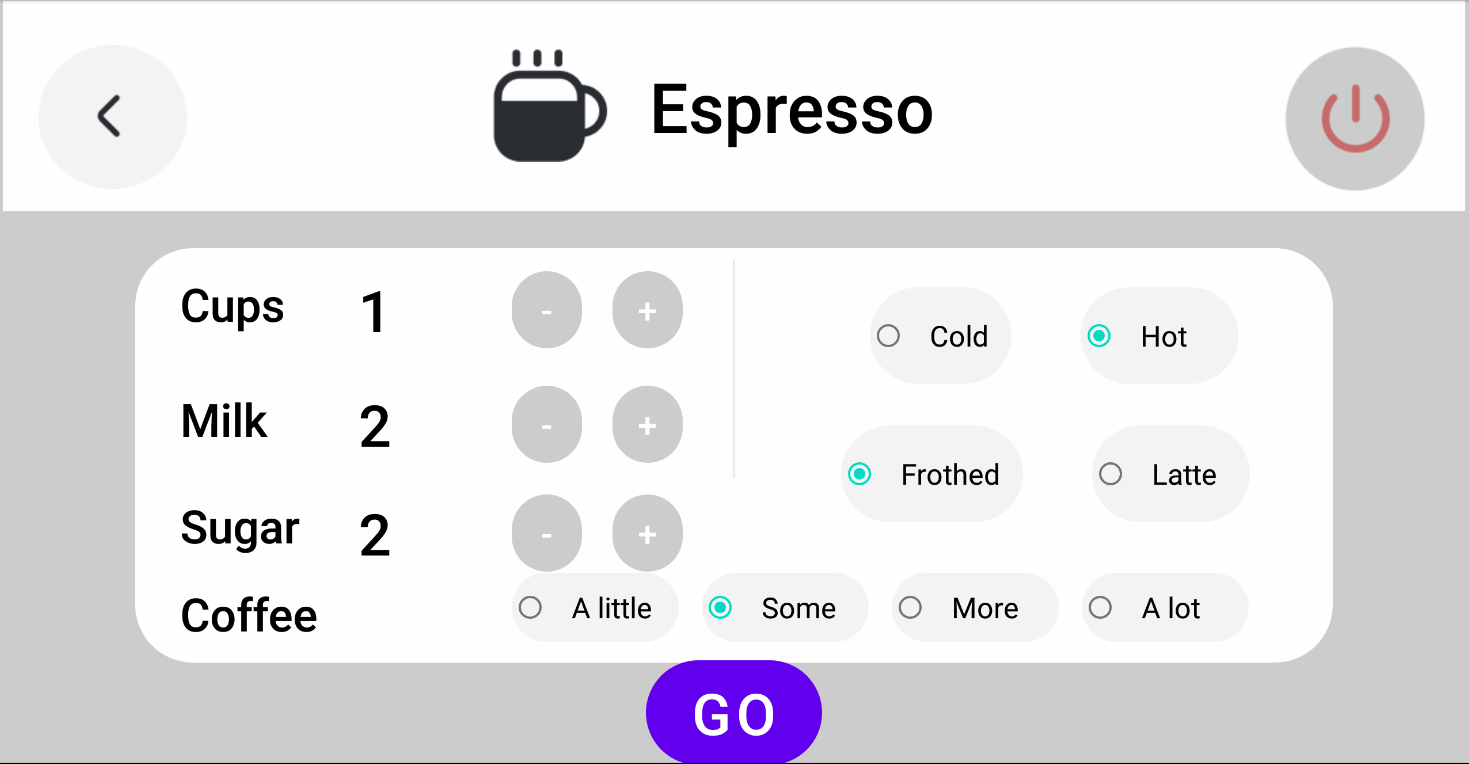 Espresso
Cups 1 - +
Cold Hot
Milk 2 - +
Frothed Latte
Sugar 2 - +
Coffee A little Some More A lot
GO